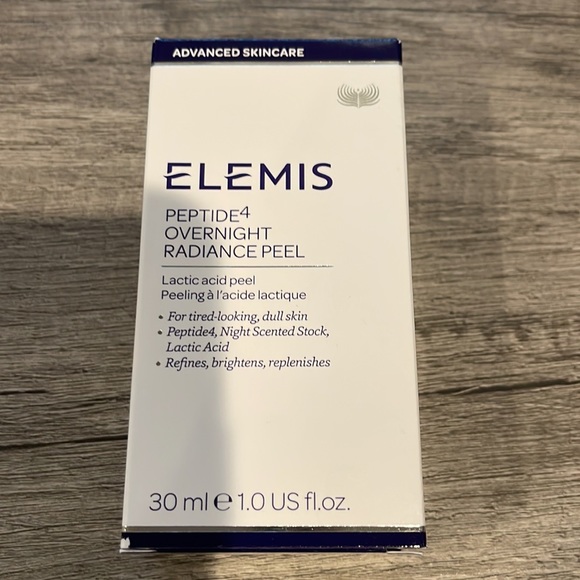 ADVANCED SKINCARE
ELEMIS
PEPTIDE⁴
OVERNIGHT
RADIANCE PEEL
Lactic acid peel
Peeling à l'acide lactique
• For tired-looking, dull skin
• Peptide4, Night Scented Stock,
Lactic Acid
• Refines, brightens, replenishes
30 ml ℮ 1.0 US fl.oz.